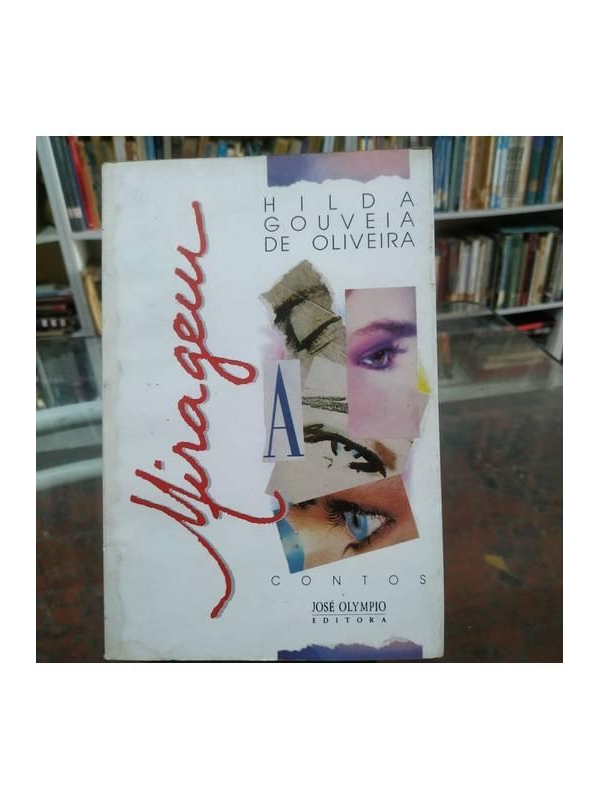 HILDA
GOUVEIA
DE OLIVEIRA
Miragem
A
CONTOS
JOSÉ OLYMPIO
EDITORA